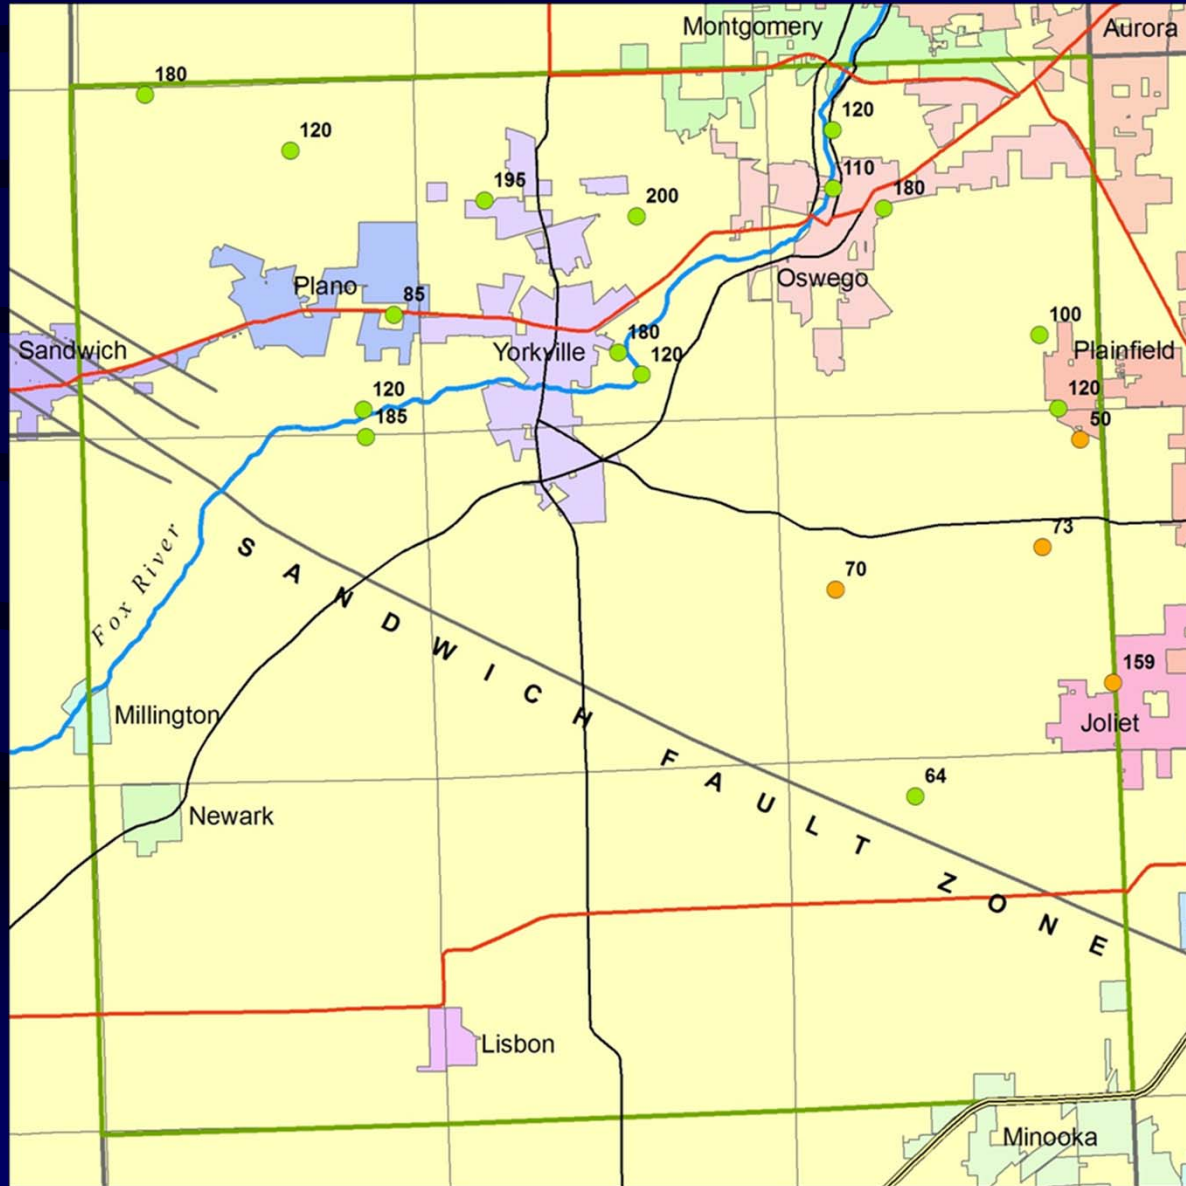 Montgomery
Aurora
180
120
120
110
180
195
200
Oswego
Plano
85
100
Sandwich
Yorkville
180
120
Plainfield
120
185
120
50
73
70
Fox River
SANDWICH FAULT ZONE
159
Millington
Joliet
64
Newark
Lisbon
Minooka